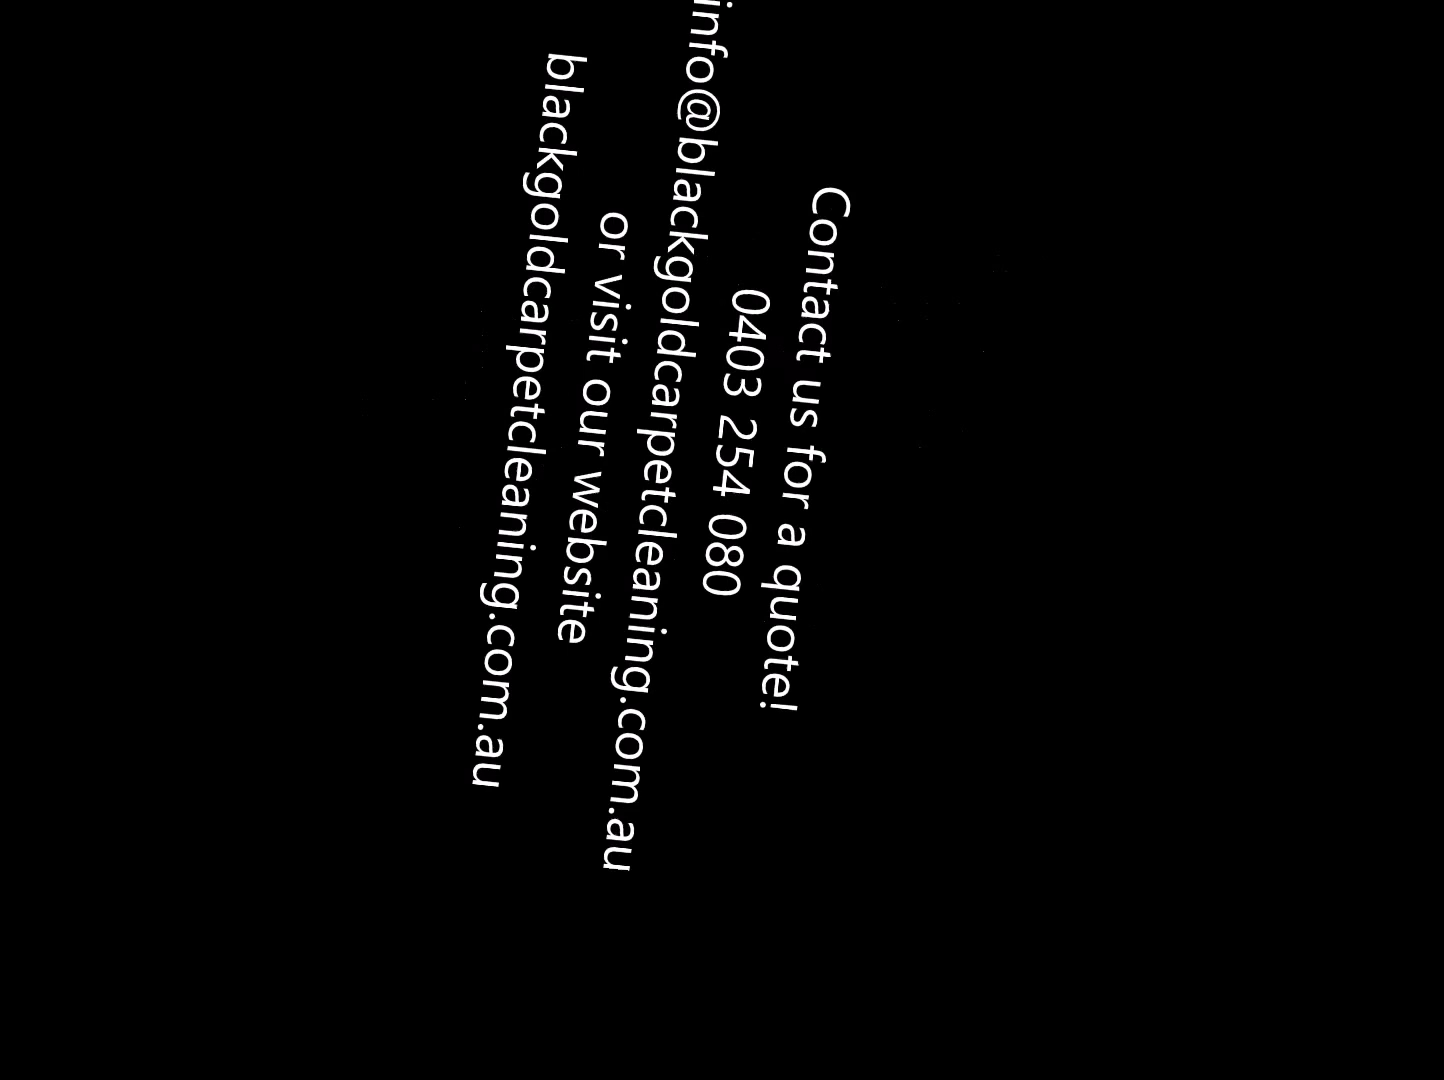 Contact us for a quote!
0403 254 080
info@blackgoldcarpetcleaning.com.au
or visit our website
blackgoldcarpetcleaning.com.au